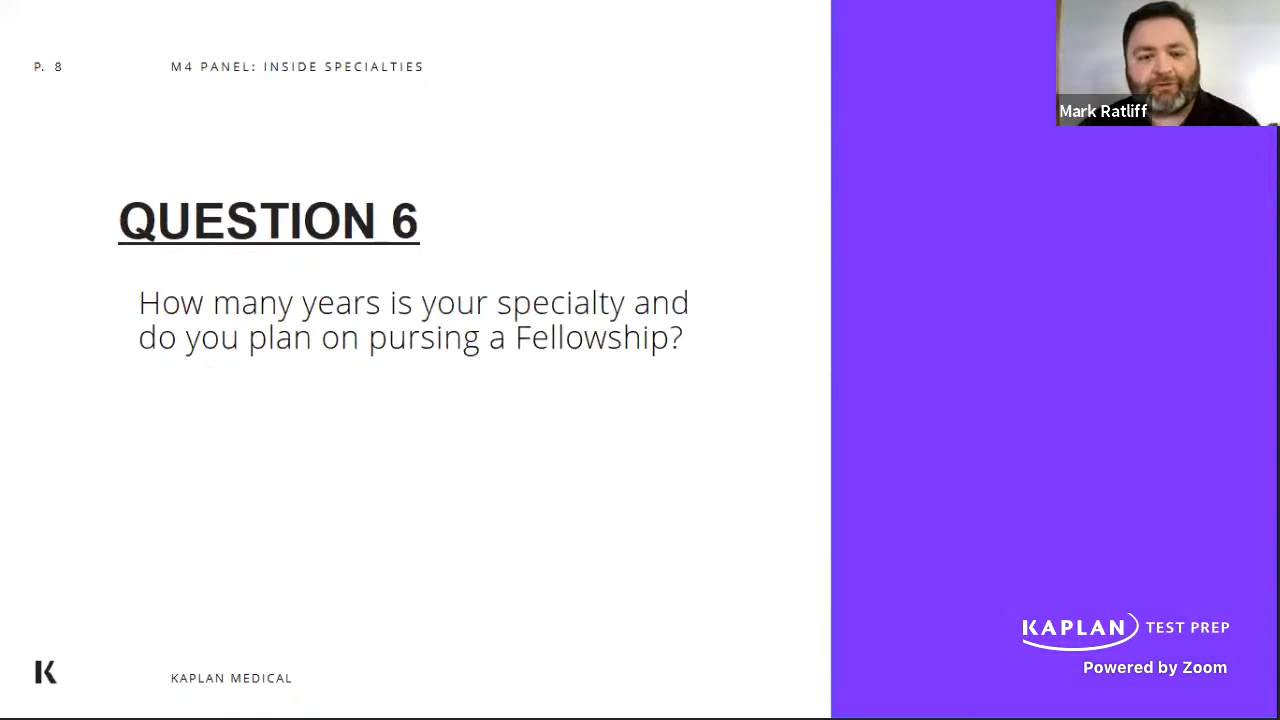 P. 8
M4 PANEL: INSIDE SPECIALTIES
Mark Ratliff
QUESTION 6
How many years is your specialty and
do you plan on pursing a Fellowship?
KAPLAN TEST PREP
Powered by Zoom
K
KAPLAN MEDICAL